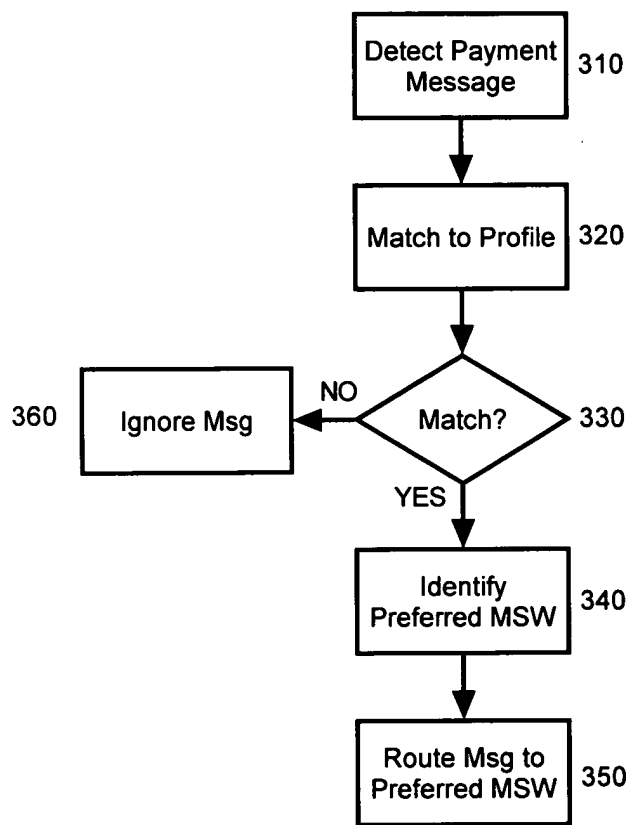 Detect Payment
Message
310
Match to Profile
320
Match?
330
NO
Ignore Msg
360
YES
Identify
Preferred MSW
340
Route Msg to
Preferred MSW
350